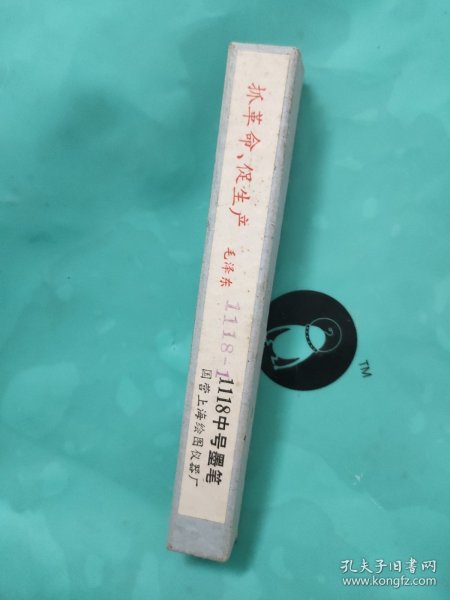 抓革命、促生产
毛泽东
1118-1
1118中号墨笔
国营上海绘图仪器厂
TM
孔夫子旧书网
www.kongfz.com